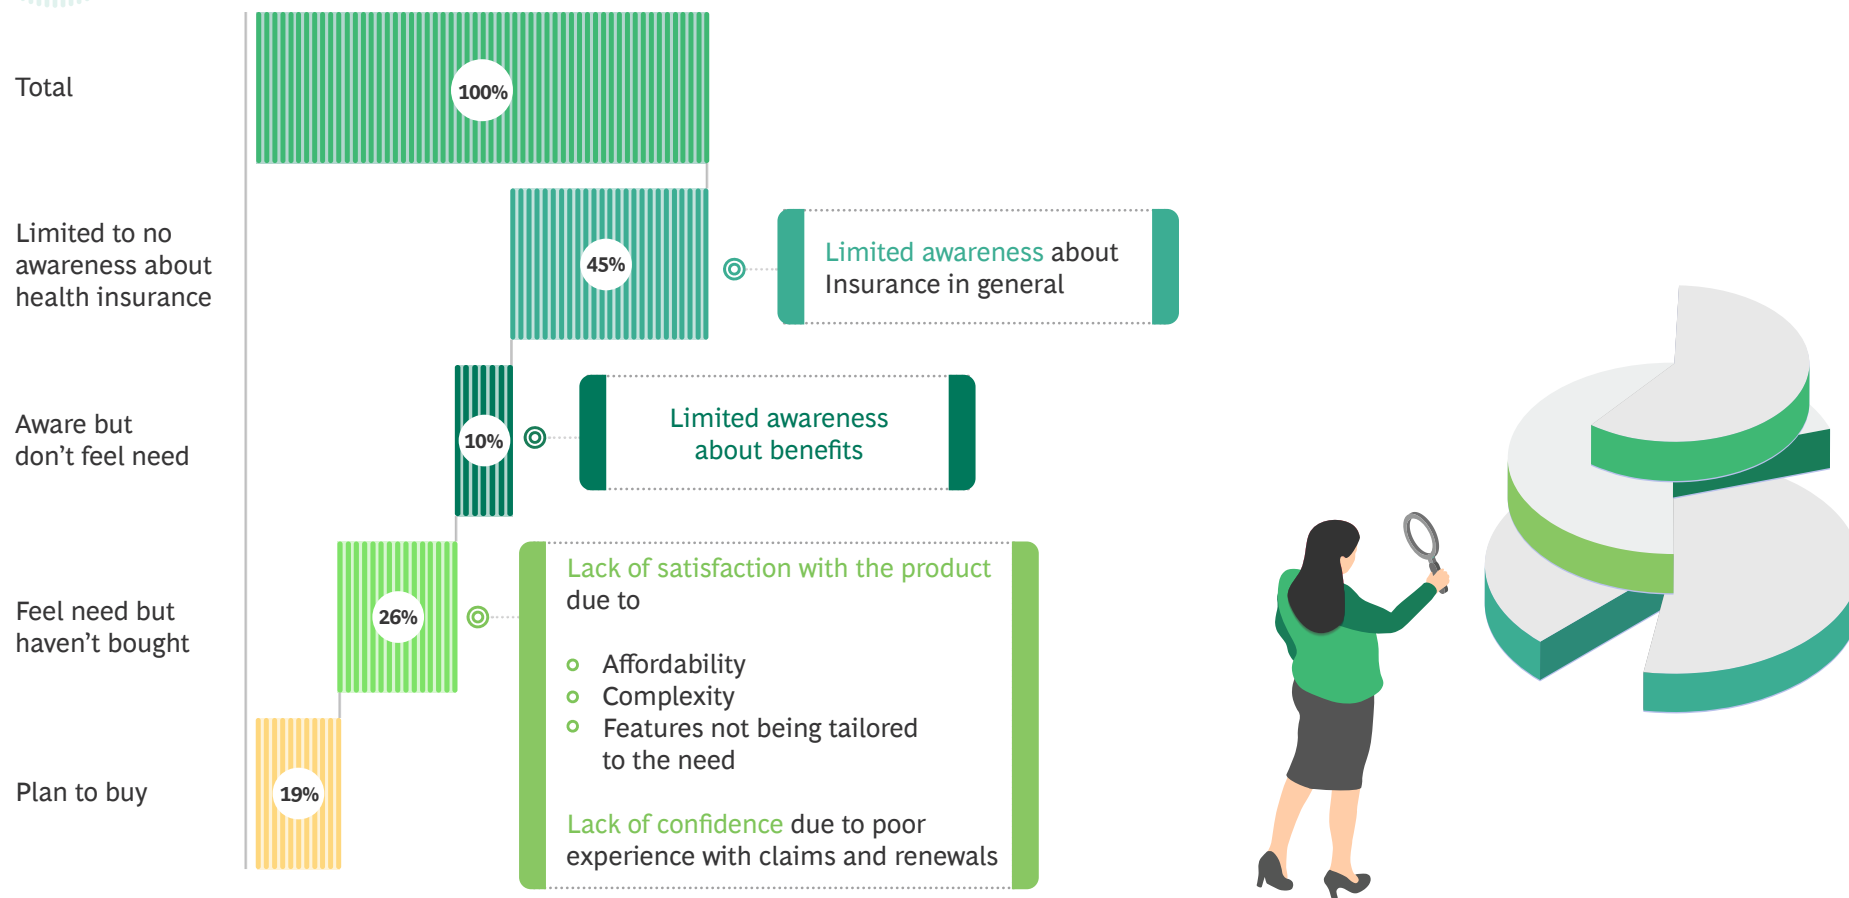 Total
100%
Limited to no
awareness about
health insurance
45%
Limited awareness about
Insurance in general
Aware but
don’t feel need
10%
Limited awareness
about benefits
Feel need but
haven’t bought
26%
Lack of satisfaction with the product
due to
Affordability
Complexity
Features not being tailored
to the need
Lack of confidence due to poor
experience with claims and renewals
Plan to buy
19%